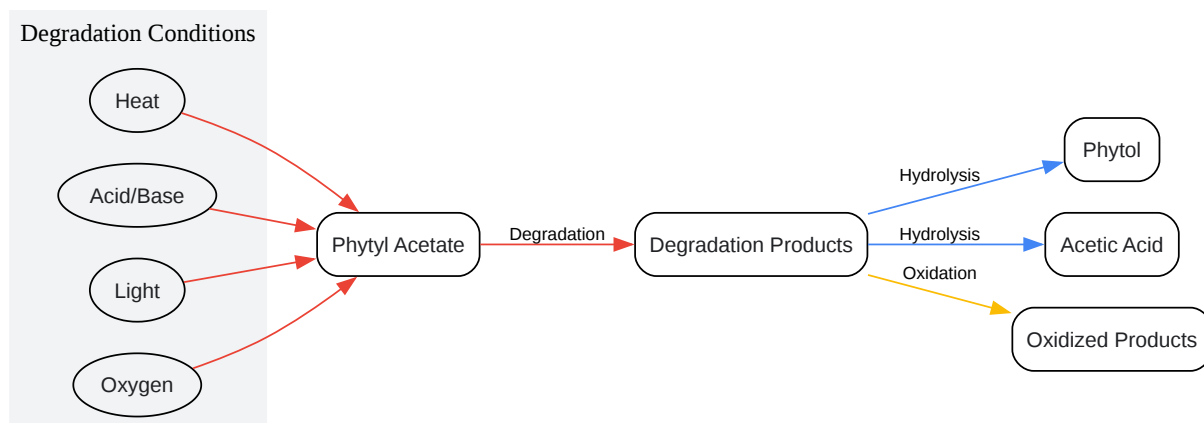 Degradation Conditions
Heat
Acid/Base
Light
Oxygen
Phytyl Acetate
Degradation
Degradation Products
Hydrolysis
Hydrolysis
Oxidation
Phytol
Acetic Acid
Oxidized Products